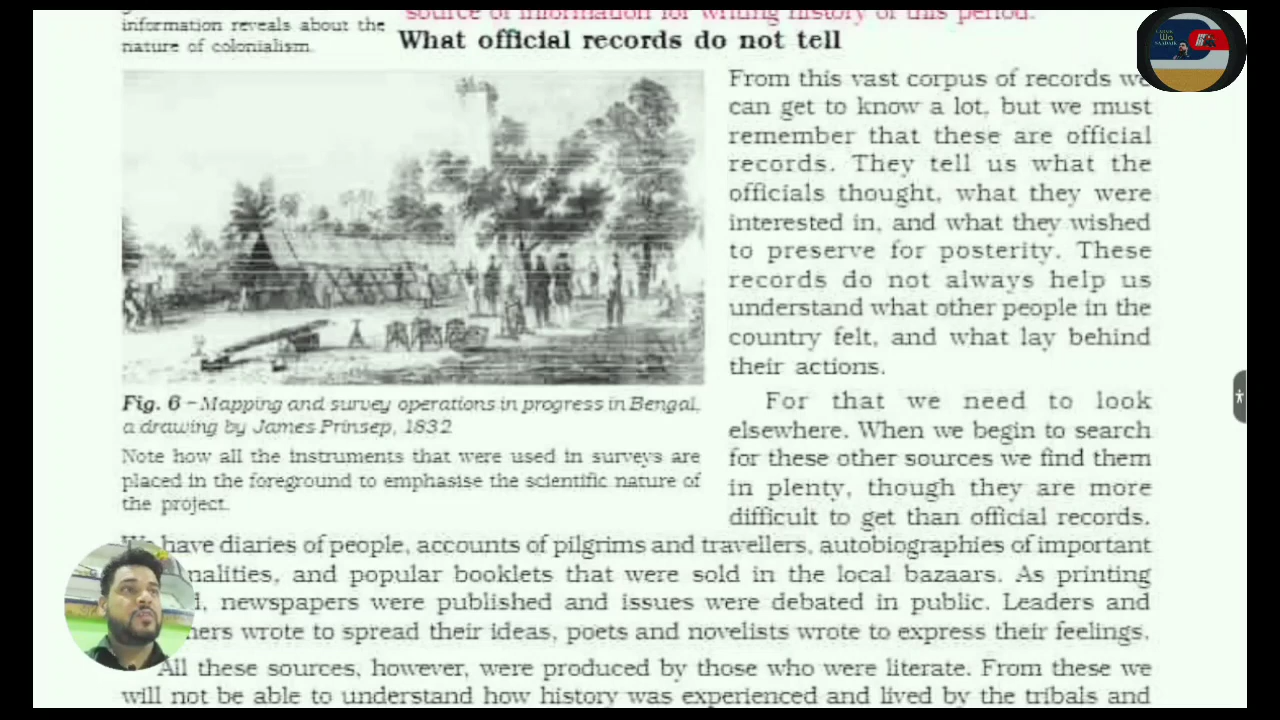 source of information for writing history of this period.
information reveals about the
nature of colonialism.
What official records do not tell
From this vast corpus of records we
can get to know a lot, but we must
remember that these are official
records. They tell us what the
officials thought, what they were
interested in, and what they wished
to preserve for posterity. These
records do not always help us
understand what other people in the
country felt, and what lay behind
their actions.
For that we need to look
elsewhere. When we begin to search
for these other sources we find them
in plenty, though they are more
difficult to get than official records.
Fig. 6 – Mapping and survey operations in progress in Bengal,
a drawing by James Prinsep, 1832
Note how all the instruments that were used in surveys are
placed in the foreground to emphasise the scientific nature of
the project.
have diaries of people, accounts of pilgrims and travellers, autobiographies of important
nalities, and popular booklets that were sold in the local bazaars. As printing
newspapers were published and issues were debated in public. Leaders and
ners wrote to spread their ideas, poets and novelists wrote to express their feelings.
All these sources, however, were produced by those who were literate. From these we
will not be able to understand how history was experienced and lived by the tribals and